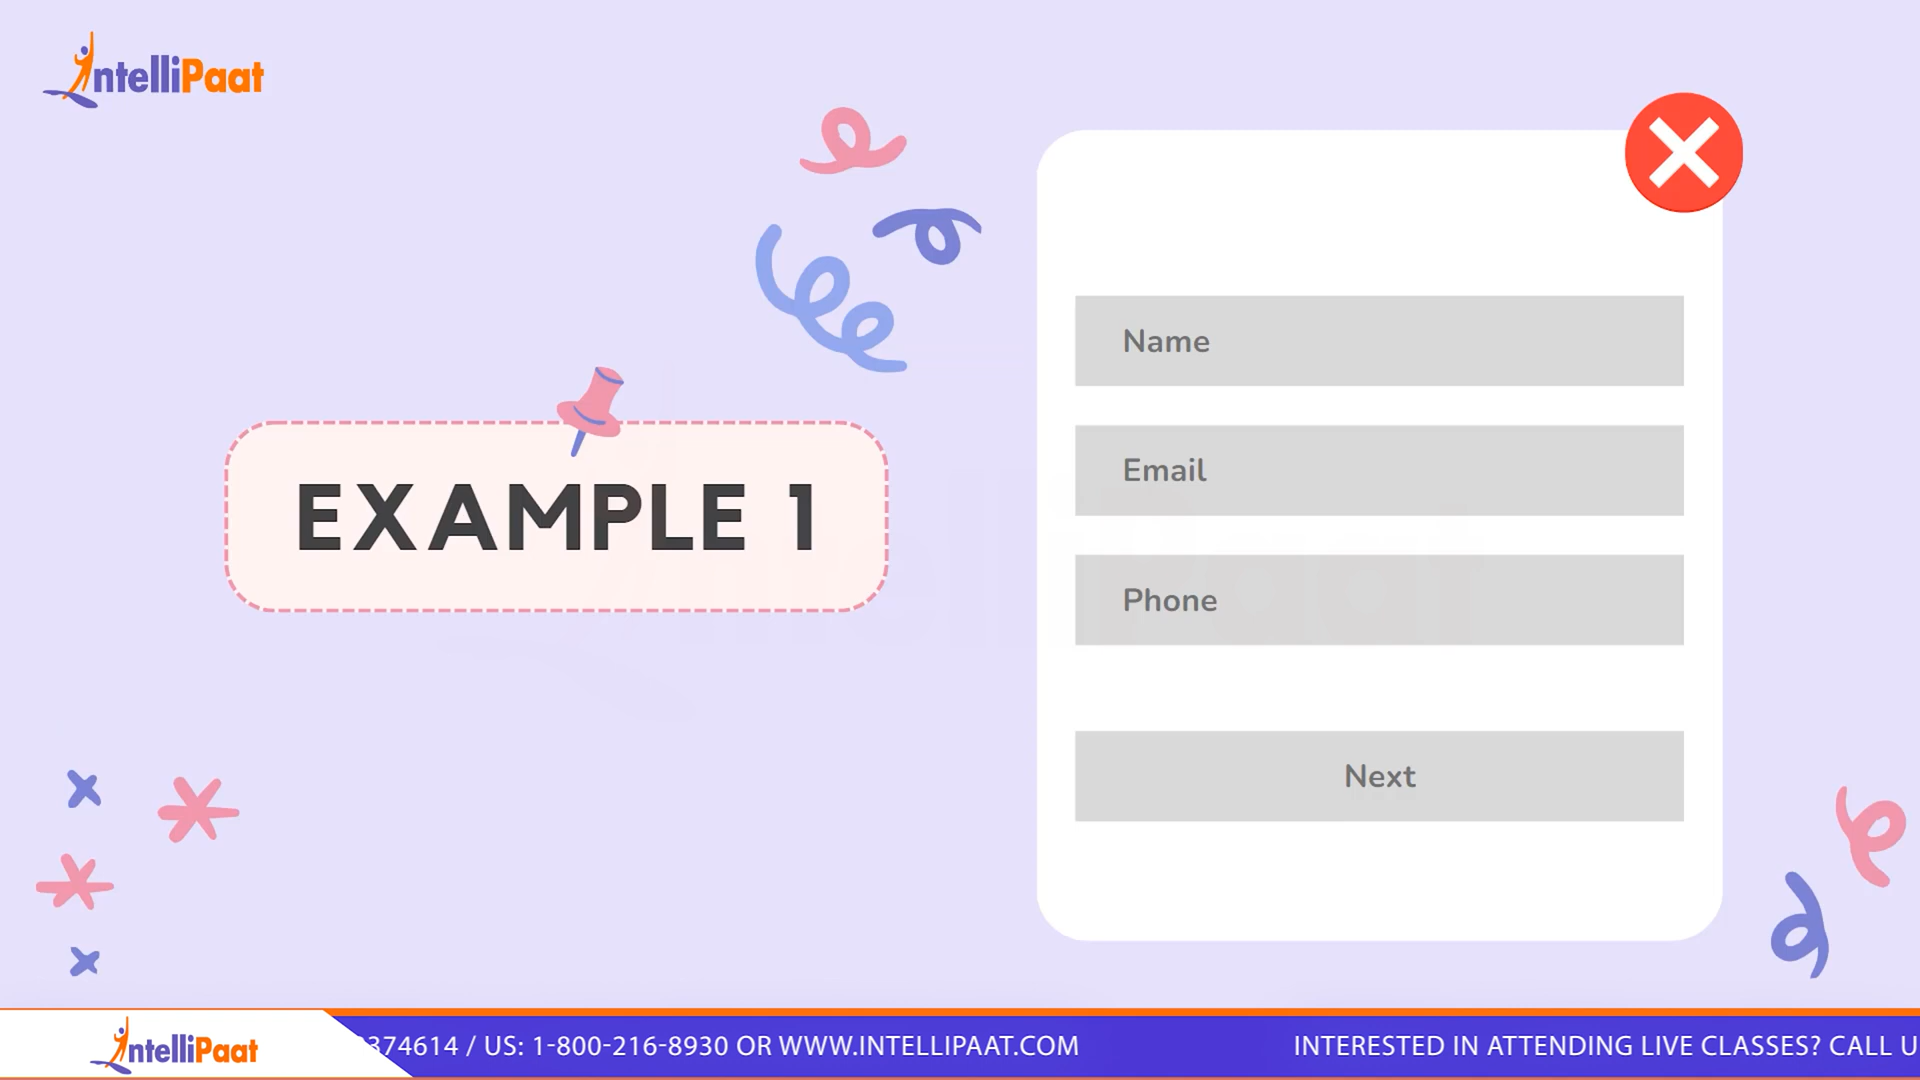 IntelliPaat
EXAMPLE 1
Name
Email
Phone
Next
IntelliPaat
374614 / US: 1-800-216-8930 OR WWW.INTELLIPAAT.COM
INTERESTED IN ATTENDING LIVE CLASSES? CALL U